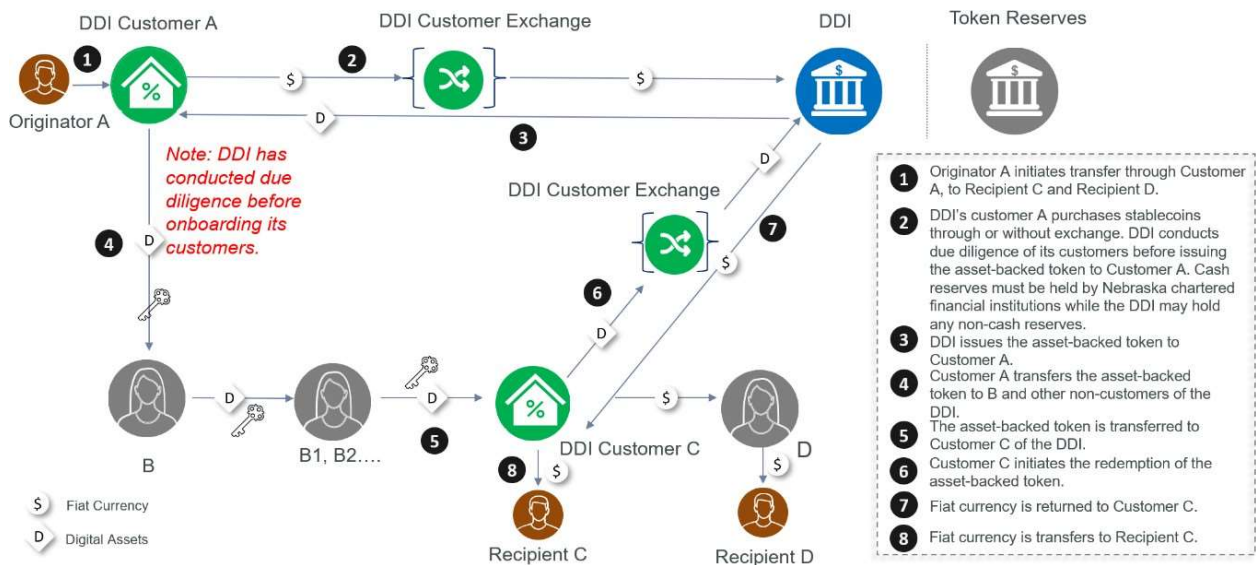 DDI Customer A
DDI Customer Exchange
DDI
Token Reserves
1
2
$
$
$
$
%
Originator A
D
3
D
Note: DDI has
conducted due
diligence before
onboarding its
customers.
DDI Customer Exchange
4
D
7
$
6
D
D
D
5
%
$
B
B1, B2....
DDI Customer C
D
8
$
$
Recipient C
Recipient D
$ Fiat Currency
D Digital Assets
1 Originator A initiates transfer through Customer
A, to Recipient C and Recipient D.
2 DDI's customer A purchases stablecoins
through or without exchange. DDI conducts
due diligence of its customers before issuing
the asset-backed token to Customer A. Cash
reserves must be held by Nebraska chartered
financial institutions while the DDI may hold
any non-cash reserves.
3 DDI issues the asset-backed token to
Customer A.
4 Customer A transfers the asset-backed
token to B and other non-customers of the
DDI.
5 The asset-backed token is transferred to
Customer C of the DDI.
6 Customer C initiates the redemption of the
asset-backed token.
7 Fiat currency is returned to Customer C.
8 Fiat currency is transfers to Recipient C.